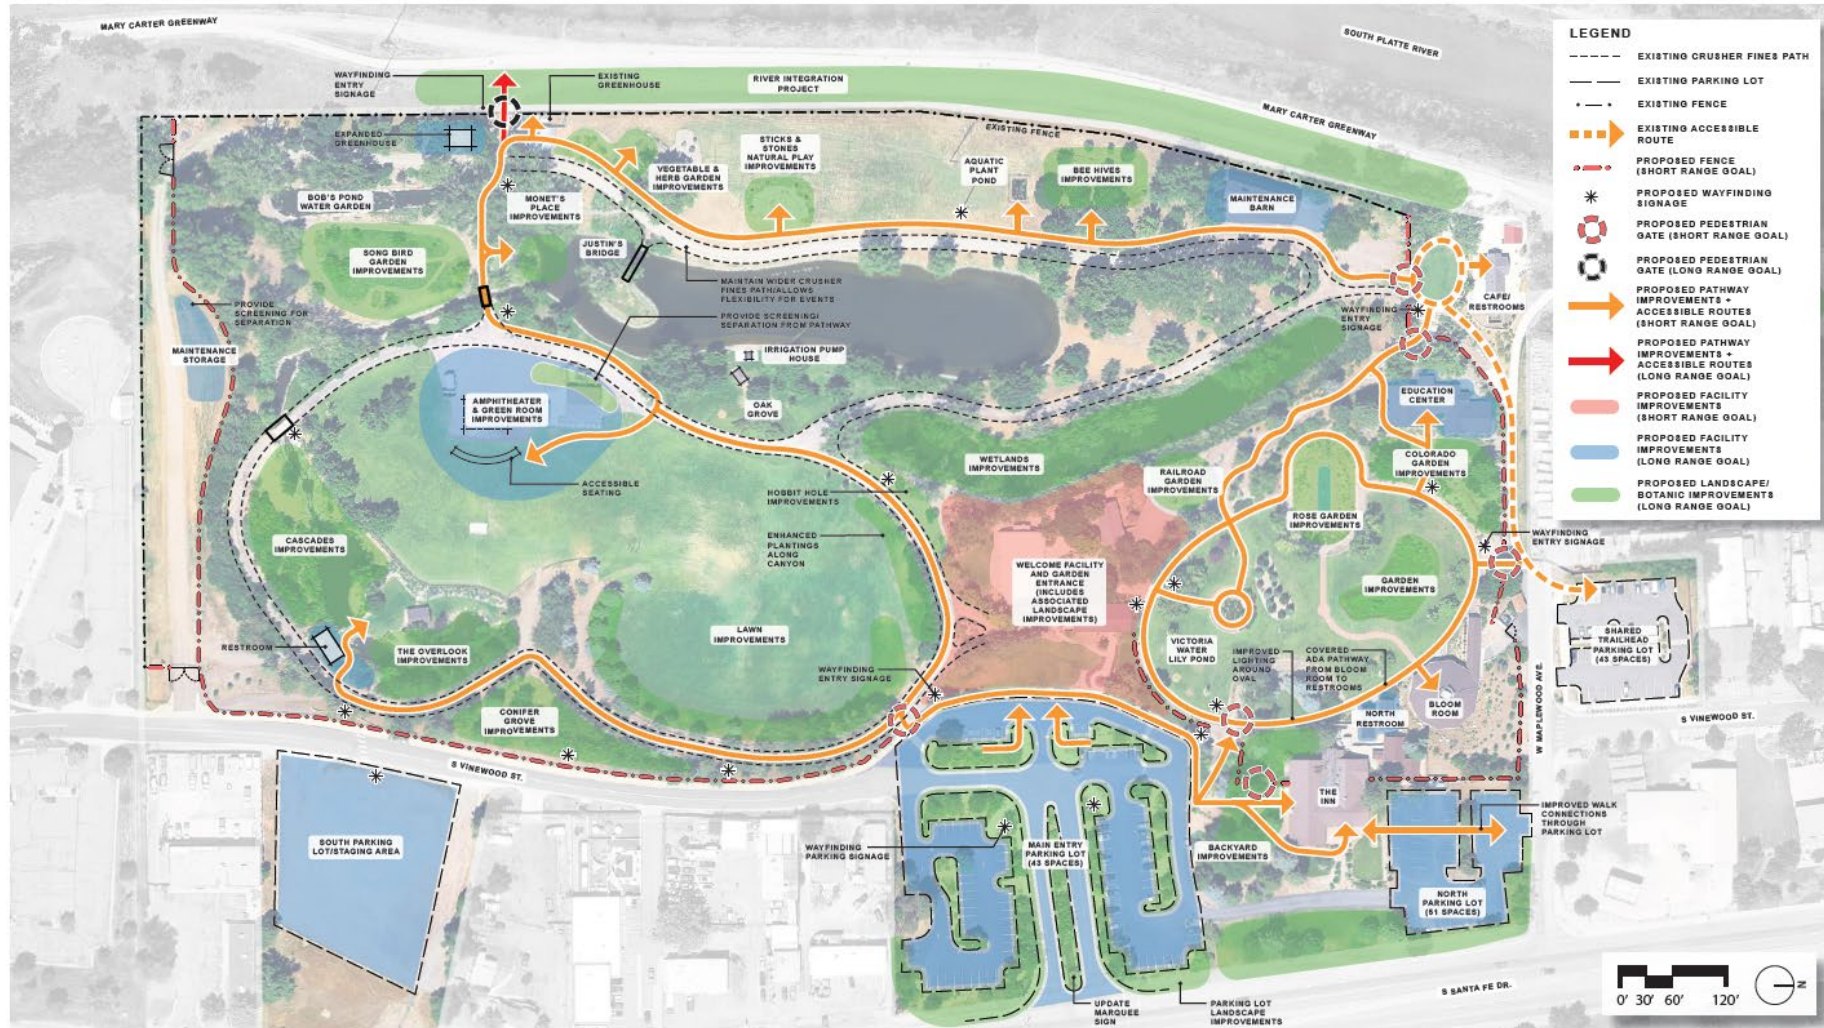 MARY CARTER GREENWAY
SOUTH PLATTE RIVER
WAYFINDING
ENTRY
SIGNAGE
EXISTING
GREENHOUSE
RIVER INTEGRATION
PROJECT
MARY CARTER GREENWAY
EXPANDED
GREENHOUSE
EXISTING FENCE
STICKS &
STONES
NATURAL PLAY
IMPROVEMENTS
VEGETABLE &
HERB GARDEN
IMPROVEMENTS
AQUATIC
PLANT
POND
BEE HIVES
IMPROVEMENTS
MAINTENANCE
BARN
BOB'S POND
WATER GARDEN
MONET'S
PLACE
IMPROVEMENTS
JUSTIN'S
BRIDGE
SONG BIRD
GARDEN
IMPROVEMENTS
MAINTAIN WIDER CRUSHER
FINES PATH/ALLOWS
FLEXIBILITY FOR EVENTS
PROVIDE SCREENING/
SEPARATION FROM PATHWAY
PROVIDE
SCREENING FOR
SEPARATION
MAINTENANCE
STORAGE
IRRIGATION PUMP
HOUSE
OAK
GROVE
WAYFINDING
ENTRY
SIGNAGE
CAFE/
RESTROOMS
AMPHITHEATER
& GREEN ROOM
IMPROVEMENTS
ACCESSIBLE
SEATING
EDUCATION
CENTER
WETLANDS
IMPROVEMENTS
RAILROAD
GARDEN
IMPROVEMENTS
COLORADO
GARDEN
IMPROVEMENTS
HOBBIT HOLE
IMPROVEMENTS
ROSE GARDEN
IMPROVEMENTS
ENHANCED
PLANTINGS
ALONG
CANYON
CASCADES
IMPROVEMENTS
WELCOME FACILITY
AND GARDEN
ENTRANCE
(INCLUDES
ASSOCIATED
LANDSCAPE
IMPROVEMENTS)
GARDEN
IMPROVEMENTS
WAYFINDING
ENTRY SIGNAGE
LAWN
IMPROVEMENTS
RESTROOM
THE OVERLOOK
IMPROVEMENTS
VICTORIA
WATER
LILY POND
IMPROVED
LIGHTING
AROUND
OVAL
COVERED
ADA PATHWAY
FROM BLOOM
ROOM TO
RESTROOMS
SHARED
TRAILHEAD
PARKING LOT
(43 SPACES)
WAYFINDING
ENTRY SIGNAGE
CONIFER
GROVE
IMPROVEMENTS
NORTH
RESTROOM
BLOOM
ROOM
W MAPLEWOOD AVE.
S VINEWOOD ST.
S VINEWOOD ST.
THE
INN
IMPROVED WALK
CONNECTIONS
THROUGH
PARKING LOT
SOUTH PARKING
LOT/STAGING AREA
WAYFINDING
PARKING SIGNAGE
MAIN ENTRY
PARKING LOT
(43 SPACES)
BACKYARD
IMPROVEMENTS
NORTH
PARKING LOT
(51 SPACES)
UPDATE
MARQUEE
SIGN
PARKING LOT
LANDSCAPE
IMPROVEMENTS
S SANTA FE DR.
LEGEND
EXISTING CRUSHER FINES PATH
EXISTING PARKING LOT
EXISTING FENCE
EXISTING ACCESSIBLE
ROUTE
PROPOSED FENCE
(SHORT RANGE GOAL)
PROPOSED WAYFINDING
SIGNAGE
PROPOSED PEDESTRIAN
GATE (SHORT RANGE GOAL)
PROPOSED PEDESTRIAN
GATE (LONG RANGE GOAL)
PROPOSED PATHWAY
IMPROVEMENTS +
ACCESSIBLE ROUTES
(SHORT RANGE GOAL)
PROPOSED PATHWAY
IMPROVEMENTS +
ACCESSIBLE ROUTES
(LONG RANGE GOAL)
PROPOSED FACILITY
IMPROVEMENTS
(SHORT RANGE GOAL)
PROPOSED FACILITY
IMPROVEMENTS
(LONG RANGE GOAL)
PROPOSED LANDSCAPE/
BOTANIC IMPROVEMENTS
(LONG RANGE GOAL)
0' 30' 60' 120'
N